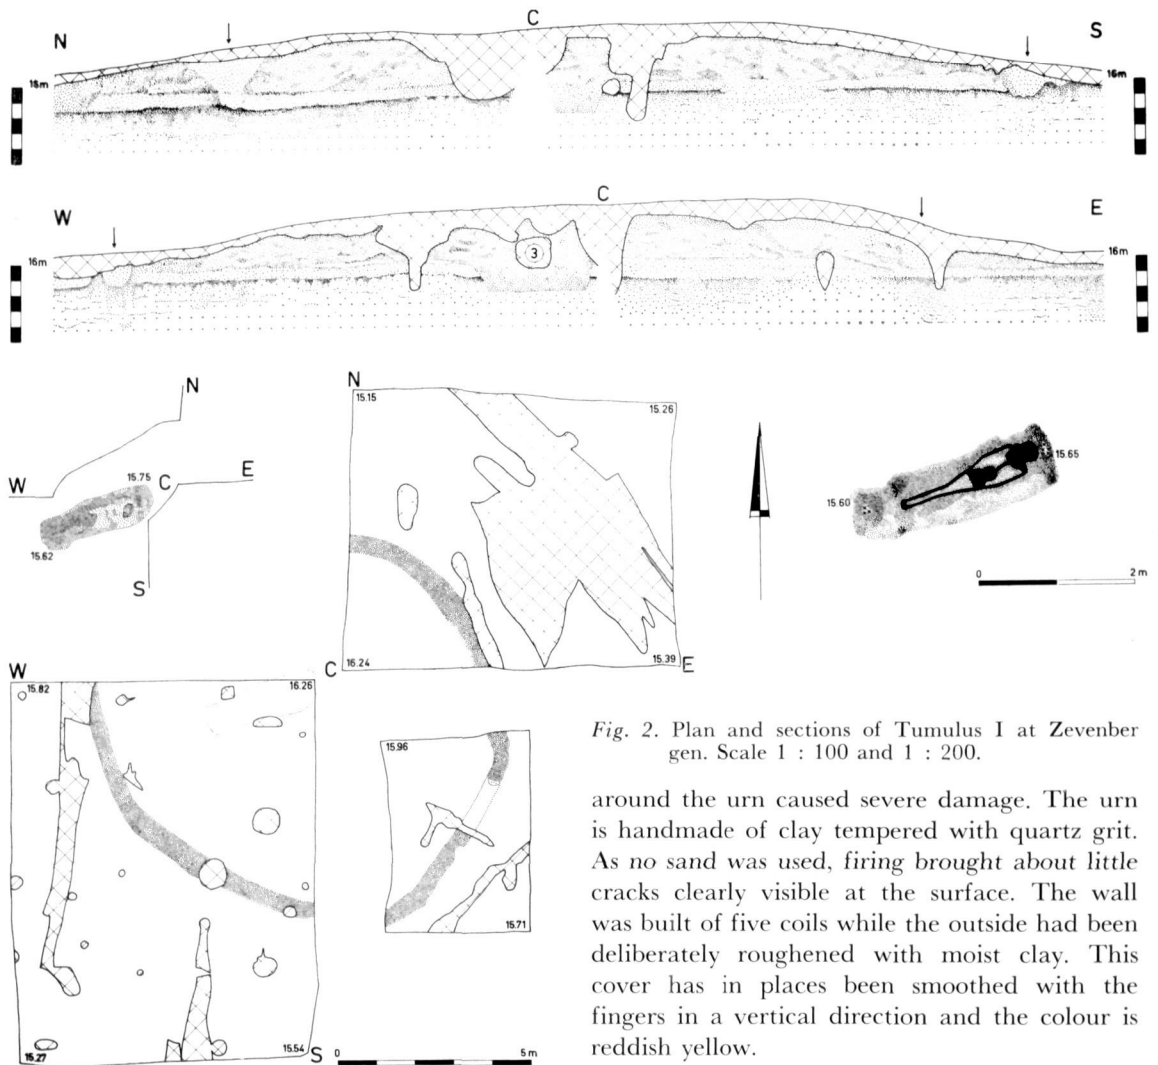 C
N
S
16m
16m
C
W
E
16m
16m
3
N
W
15.75
C
E
15.62
S
N
15.15
15.26
C
16.24
15.39
E
15.65
15.60
0 2 m
W
15.82
16.26
15.27
15.54
S
15.96
15.71
0 5 m
Fig. 2. Plan and sections of Tumulus I at Zevenber
gen. Scale 1 : 100 and 1 : 200.
around the urn caused severe damage. The urn
is handmade of clay tempered with quartz grit.
As no sand was used, firing brought about little
cracks clearly visible at the surface. The wall
was built of five coils while the outside had been
deliberately roughened with moist clay. This
cover has in places been smoothed with the
fingers in a vertical direction and the colour is
reddish yellow.